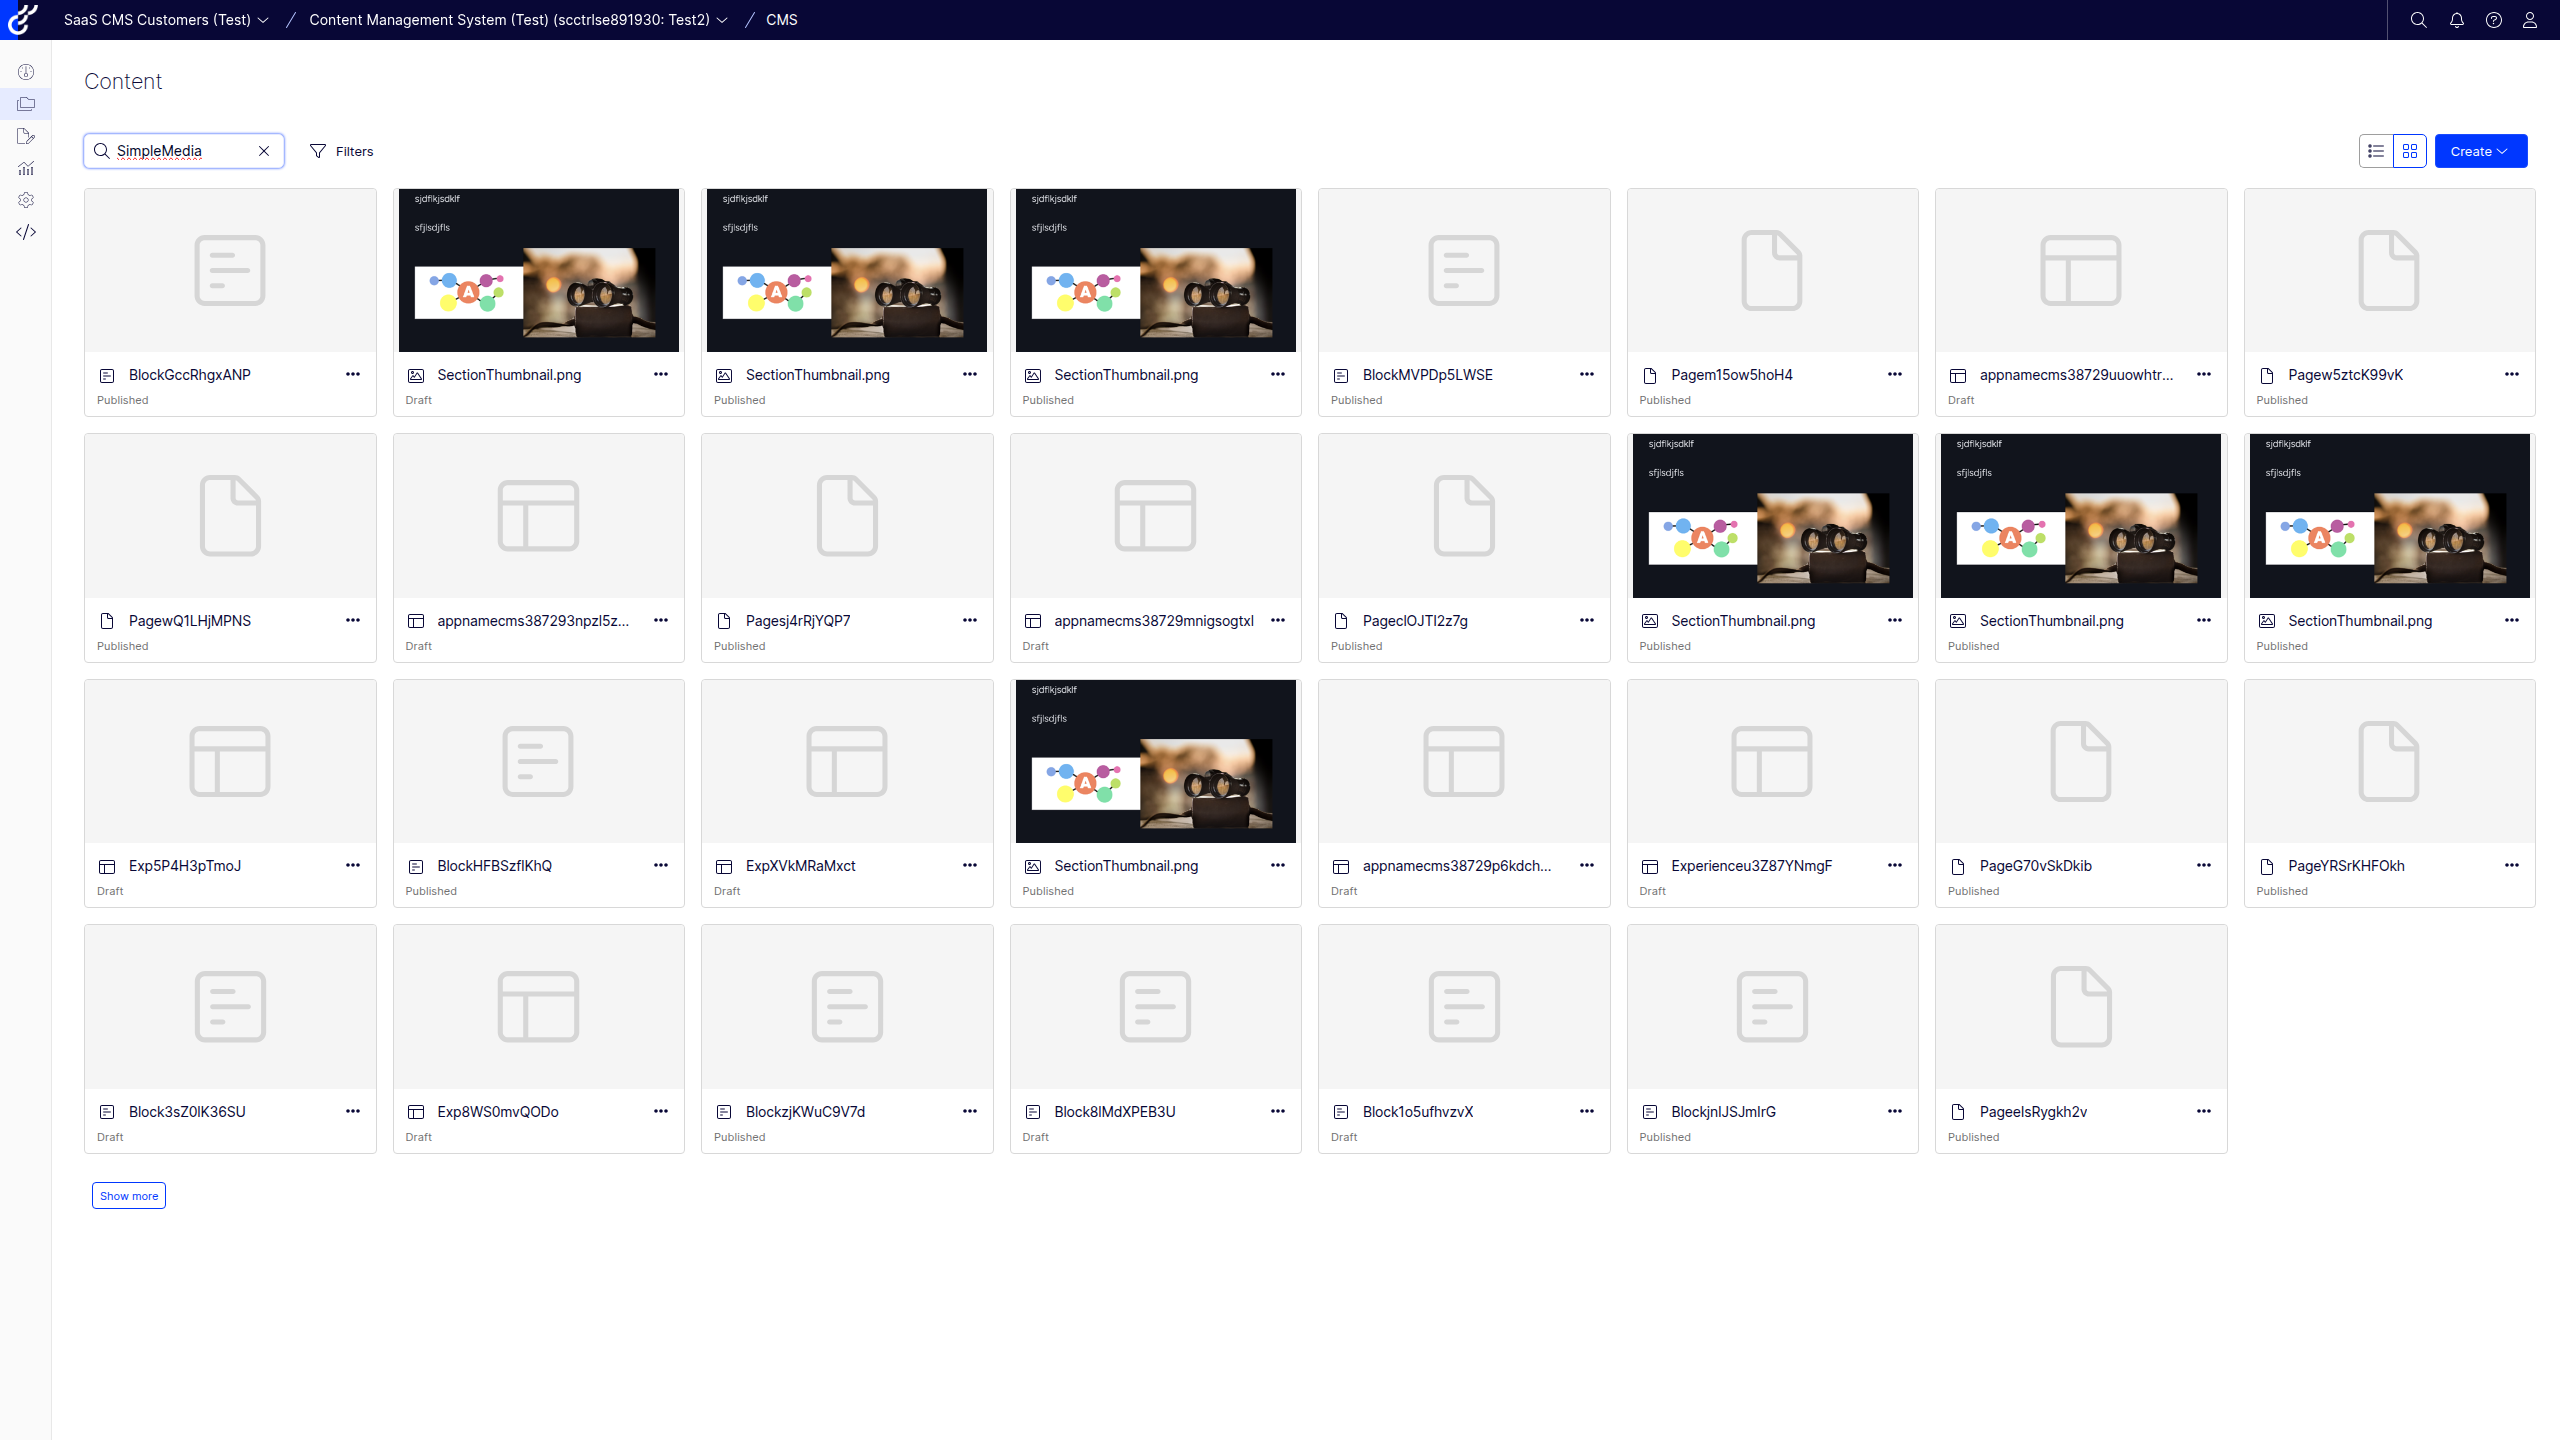 SaaS CMS Customers (Test) / Content Management System (Test) (scctrlse891930: Test2) / CMS
Content
SimpleMedia Filters Create
sjdflkjsdklf sjdflkjsdklf sjdflkjsdklf
sfjlsdjfls sfjlsdjfls sfjlsdjfls
A A A
BlockGccRhgxANP SectionThumbnail.png SectionThumbnail.png SectionThumbnail.png BlockMVPDp5LWSE Pagem15ow5hoH4 appnamecms38729uuowhtr... Pagew5ztcK99vK
Published Draft Published Published Published Published Draft Published
sjdflkjsdklf sjdflkjsdklf sjdflkjsdklf
sfjlsdjfls sfjlsdjfls sfjlsdjfls
A A A
PagewQ1LHjMPNS appnamecms387293npzl5z... Pagesj4rRjYQP7 appnamecms38729mnigsogtxl PageclOJTI2z7g SectionThumbnail.png SectionThumbnail.png SectionThumbnail.png
Published Draft Published Draft Published Published Published Published
sjdflkjsdklf
sfjlsdjfls
A
Exp5P4H3pTmoJ BlockHFBSzflKhQ ExpXVkMRaMxct SectionThumbnail.png appnamecms38729p6kdch... Experienceu3Z87YNmgF PageG70vSkDkib PageYRSrKHFOkh
Draft Published Draft Published Draft Draft Published Published
Block3sZ0lK36SU Exp8WS0mvQODo BlockzjKWuC9V7d Block8lMdXPEB3U Block1o5ufhvzvX BlockjnlJSJmlrG PageelsRygkh2v
Draft Draft Published Draft Draft Published Published
Show more